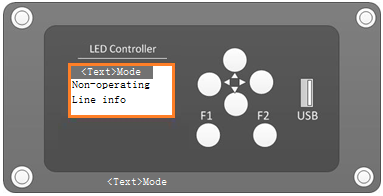 LED Controller
<Text>Mode
Non-operating
Line info
F1
F2
USB
<Text>Mode